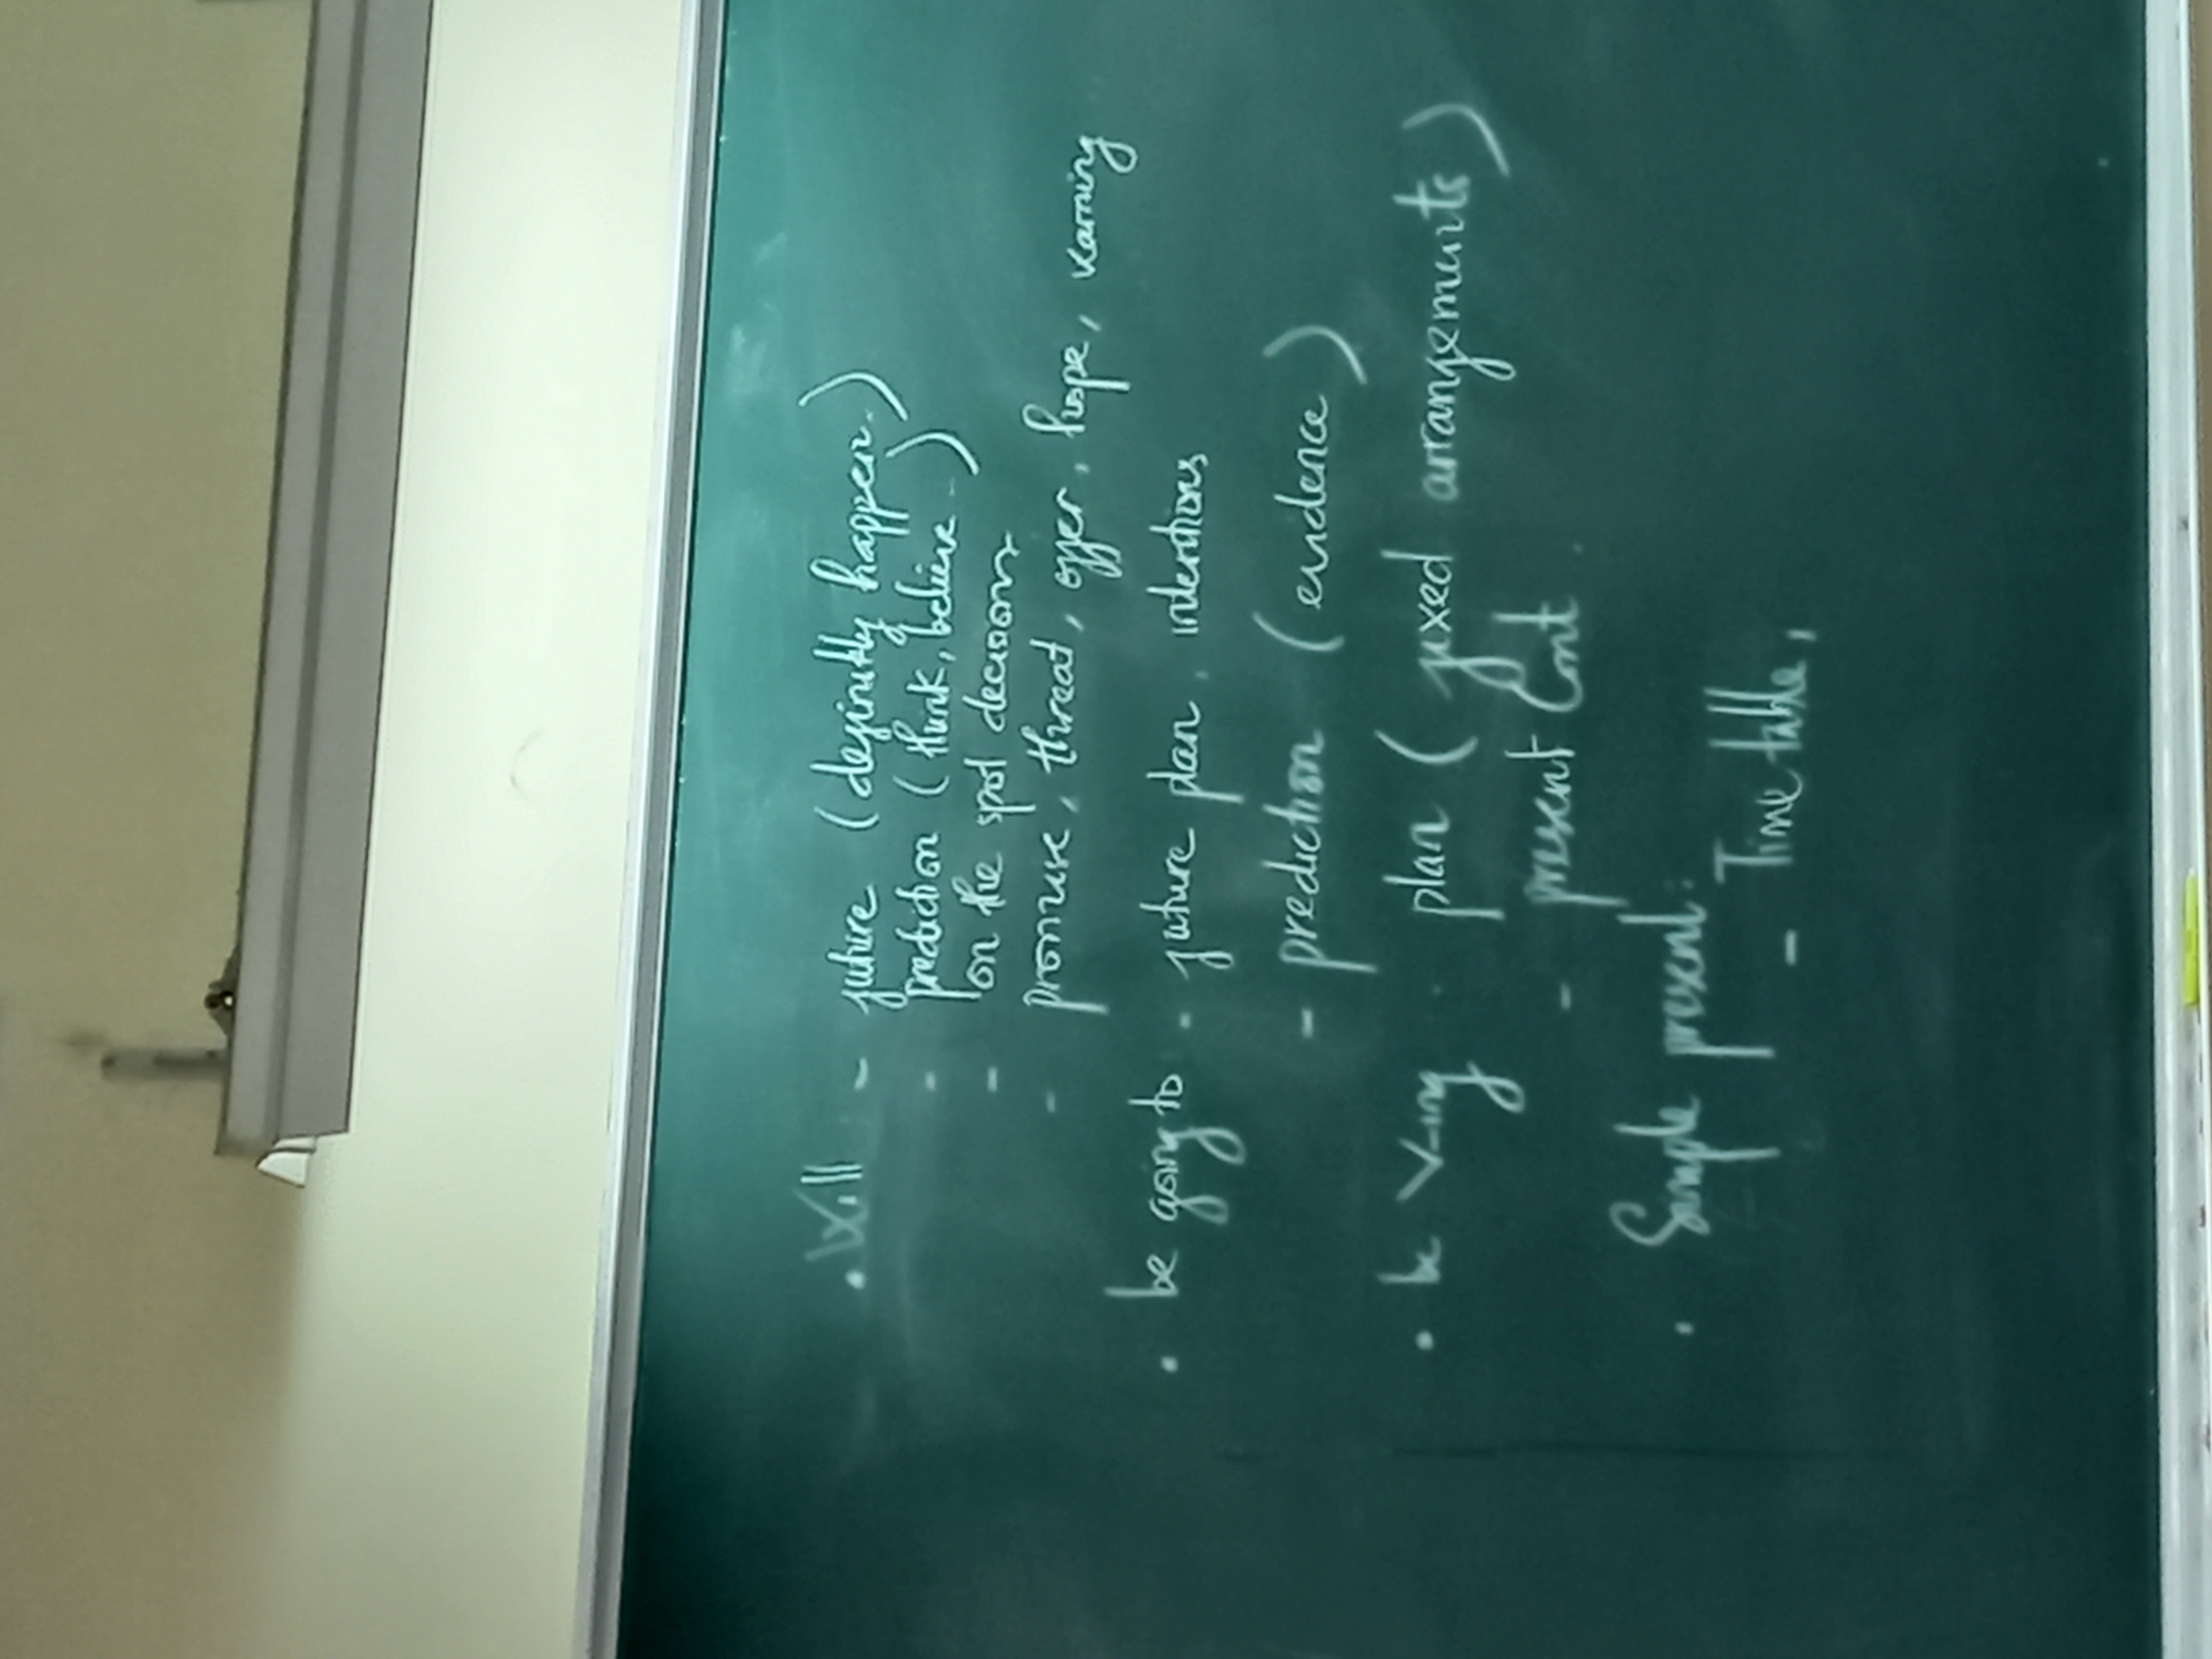 . Will - future (definitly happen.)
- prediction (think, believe..)
- on the spot decisions
- promise, threat, offer, hope, warning
. be going to - future plan, intentions
- prediction (evidence)
. be V-ing - plan (fixed arrangements)
- present Cont.
. Simple present:
- Time table,